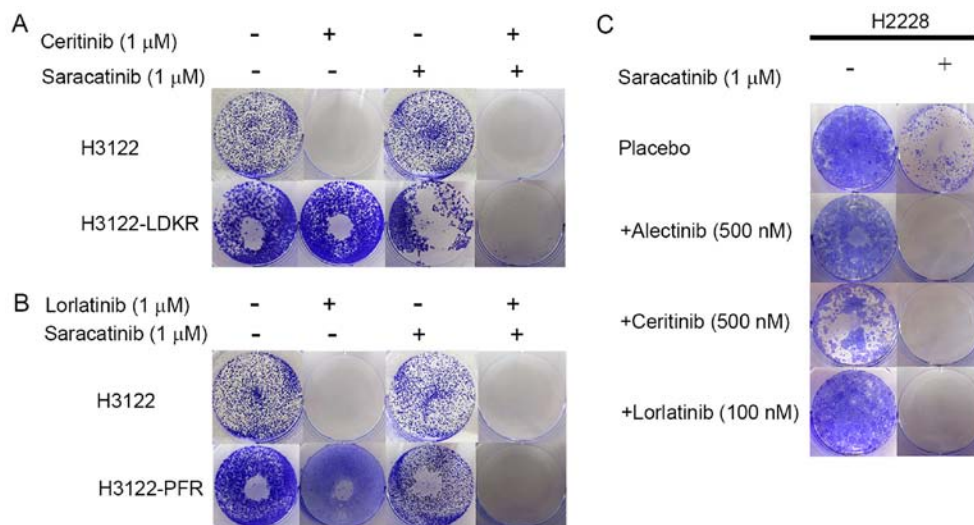 A
Ceritinib (1 μM) - + - +
Saracatinib (1 μM) - - + +
H3122
H3122-LDKR
B
Lorlatinib (1 μM) - + - +
Saracatinib (1 μM) - - + +
H3122
H3122-PFR
C
H2228
Saracatinib (1 μM) - +
Placebo
+Alectinib (500 nM)
+Ceritinib (500 nM)
+Lorlatinib (100 nM)